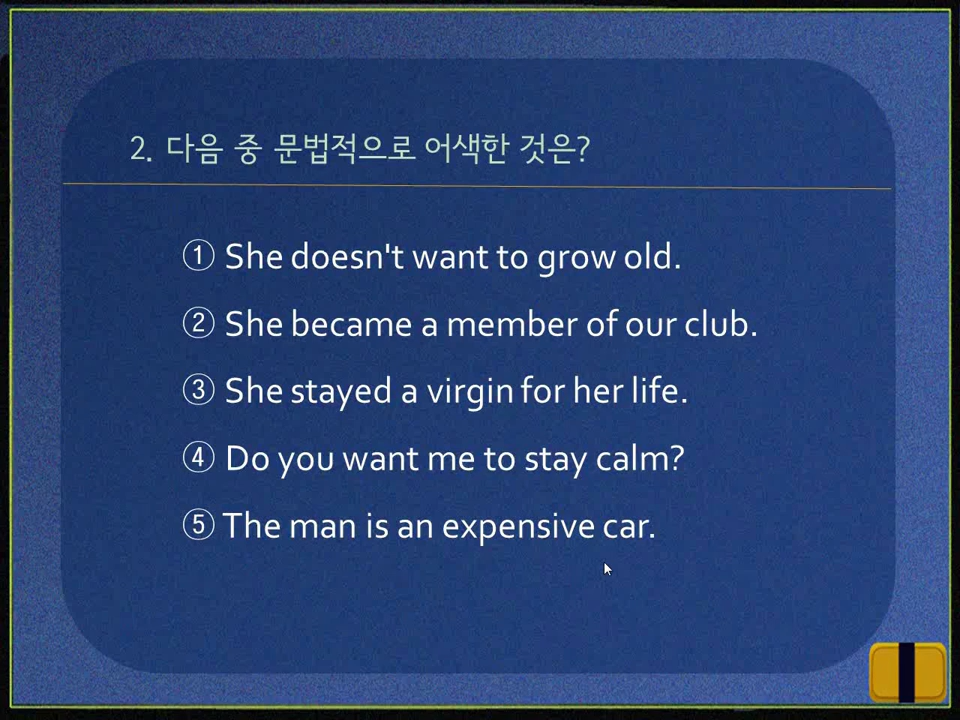 2. 다음 중 문법적으로 어색한 것은?
① She doesn't want to grow old.
② She became a member of our club.
③ She stayed a virgin for her life.
④ Do you want me to stay calm?
⑤ The man is an expensive car.